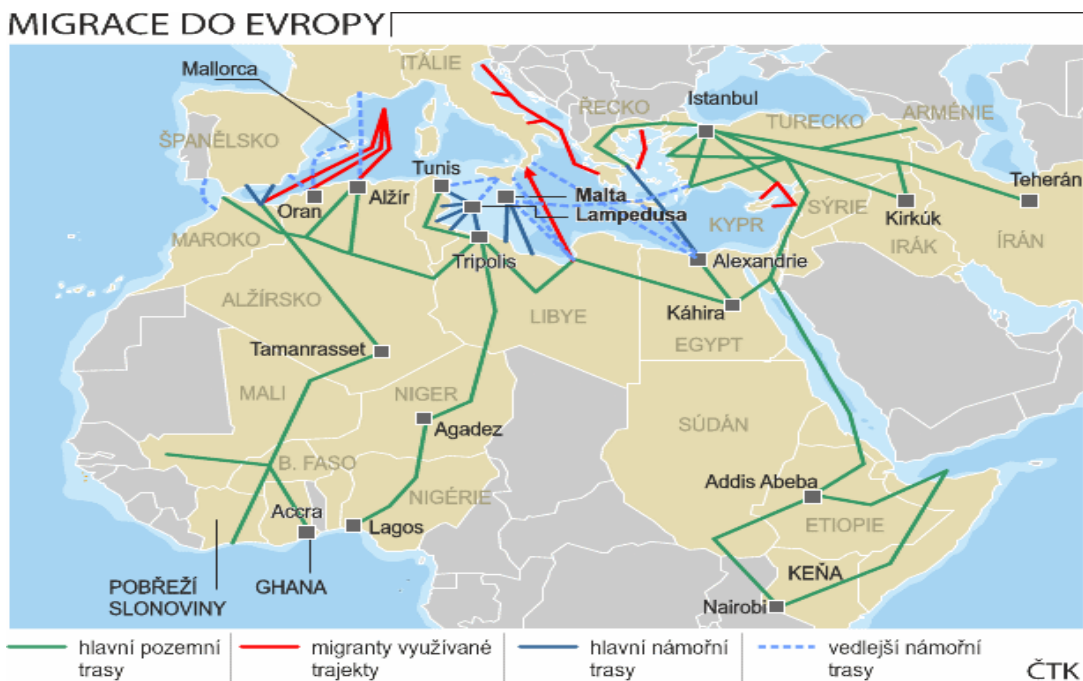 MIGRACE DO EVROPY
ITÁLIE
Mallorca
Istanbul
ŘECKO
TURECKO
ARMÉNIE
ŠPANĚLSKO
Tunis
Teherán
Oran
Alžír
Malta
Lampedusa
KYPR
SÝRIE
Kirkúk
MAROKO
IRÁK
ÍRÁN
Tripolis
Alexandrie
ALŽÍRSKO
LIBYE
Káhira
EGYPT
Tamanrasset
MALI
NIGER
Agadez
SÚDÁN
B. FASO
NIGÉRIE
Addis Abeba
Accra
Lagos
ETIOPIE
POBŘEŽÍ
SLONOVINY
GHANA
KEŇA
Nairobi
hlavní pozemní
trasy
migranty využívané
trajekty
hlavní námořní
trasy
vedlejší námořní
trasy
ČTK